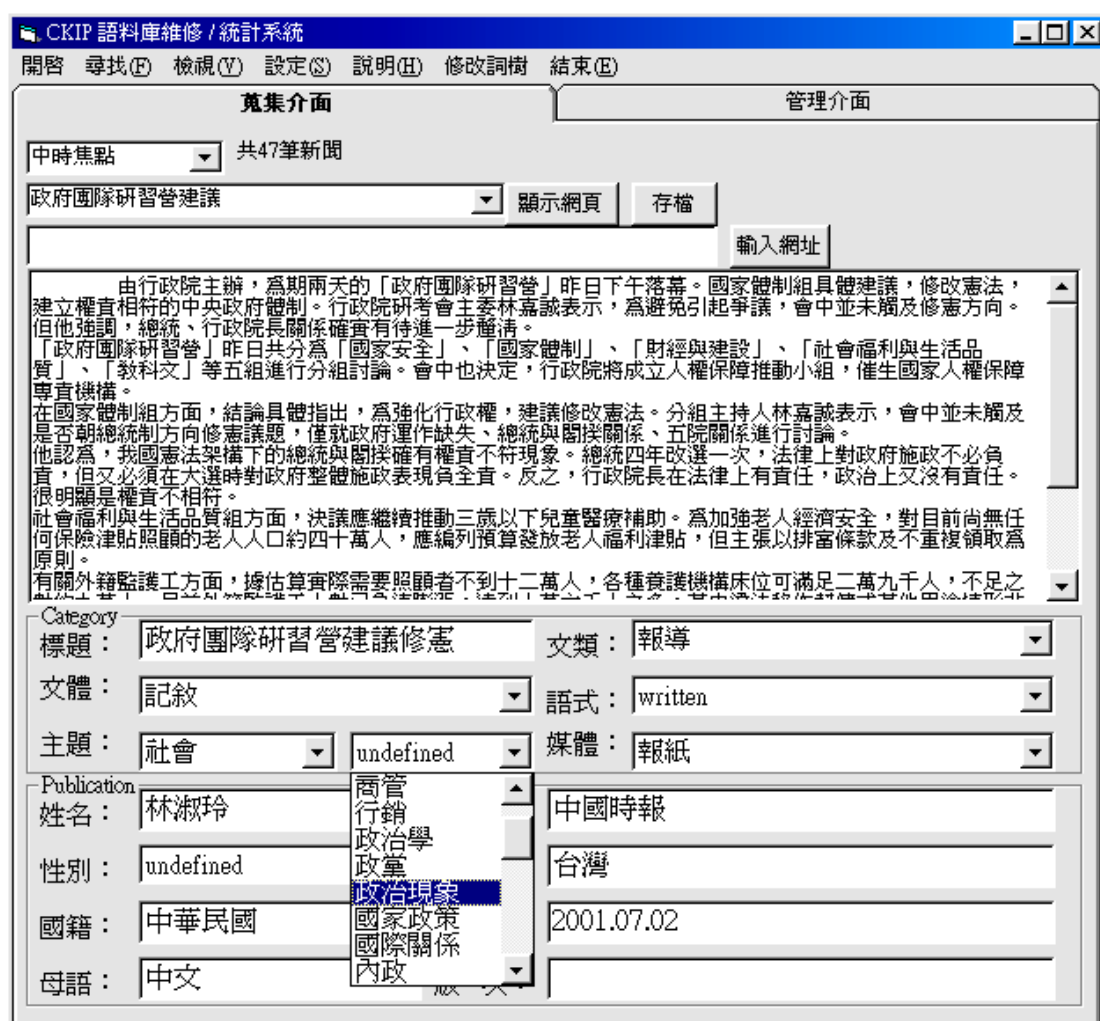 CKIP 語料庫維修 / 統計系統
開啓 尋找(F) 檢視(V) 設定(S) 說明(H) 修改詞樹 結束(E)
蒐集介面 管理介面
中時焦點 共47筆新聞
政府團隊研習營建議 顯示網頁 存檔
輸入網址
由行政院主辦，爲期兩天的「政府團隊研習營」昨日下午落幕。國家體制組具體建議，修改憲法，
建立權責相符的中央政府體制。行政院研考會主委林嘉誠表示，爲避免引起爭議，會中並未觸及修憲方向。
但他強調，總統、行政院長關係確實有待進一步釐清。
「政府團隊研習營」昨日共分爲「國家安全」、「國家體制」、「財經與建設」、「社會福利與生活品
質」、「教科文」等五組進行分組討論。會中也決定，行政院將成立人權保障推動小組，催生國家人權保障
專責機構。
在國家體制組方面，結論具體指出，爲強化行政權，建議修改憲法。分組主持人林嘉誠表示，會中並未觸及
是否朝總統制方向修憲議題，僅就政府運作缺失、總統與閣揆關係、五院關係進行討論。
他認爲，我國憲法架構下的總統與閣揆確有權責不符現象。總統四年改選一次，法律上對政府施政不必負
責，但又必須在大選時對政府整體施政表現負全責。反之，行政院長在法律上有責任，政治上又沒有責任。
很明顯是權責不相符。
社會福利與生活品質組方面，決議應繼續推動三歲以下兒童醫療補助。爲加強老人經濟安全，對目前尚無任
何保險津貼照顧的老人人口約四十萬人，應編列預算發放老人福利津貼，但主張以排富條款及不重複領取爲
原則。
有關外籍監護工方面，據估算實際需要照顧者不到十二萬人，各種養護機構床位可滿足二萬九千人，不足之
Category
標題： 政府團隊研習營建議修憲 文類： 報導
文體： 記敘 語式： written
主題： 社會 undefined 媒體： 報紙
商管
行銷
政治學
政黨
政治現象
國家政策
國際關係
內政
Publication
姓名： 林淑玲 中國時報
性別： undefined 台灣
國籍： 中華民國 2001.07.02
母語： 中文